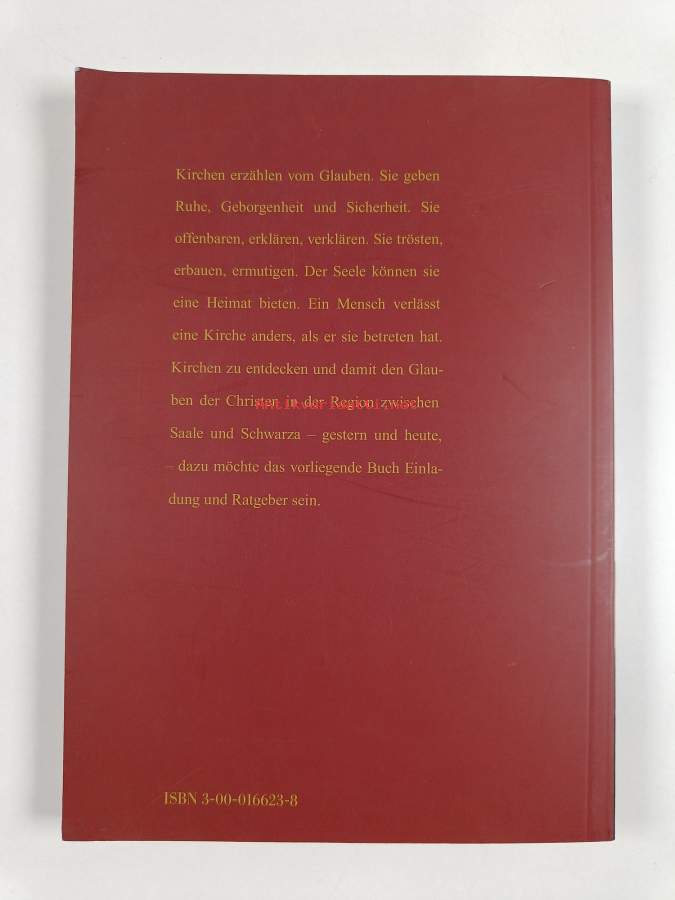 Kirchen erzählen vom Glauben. Sie geben
Ruhe, Geborgenheit und Sicherheit. Sie
offenbaren, erklären, verklären. Sie trösten,
erbauen, ermutigen. Der Seele können sie
eine Heimat bieten. Ein Mensch verlässt
eine Kirche anders, als er sie betreten hat.
Kirchen zu entdecken und damit den Glau-
ben der Christen in der Region zwischen
Saale und Schwarza – gestern und heute,
– dazu möchte das vorliegende Buch Einla-
dung und Ratgeber sein.
ISBN 3-00-016623-8